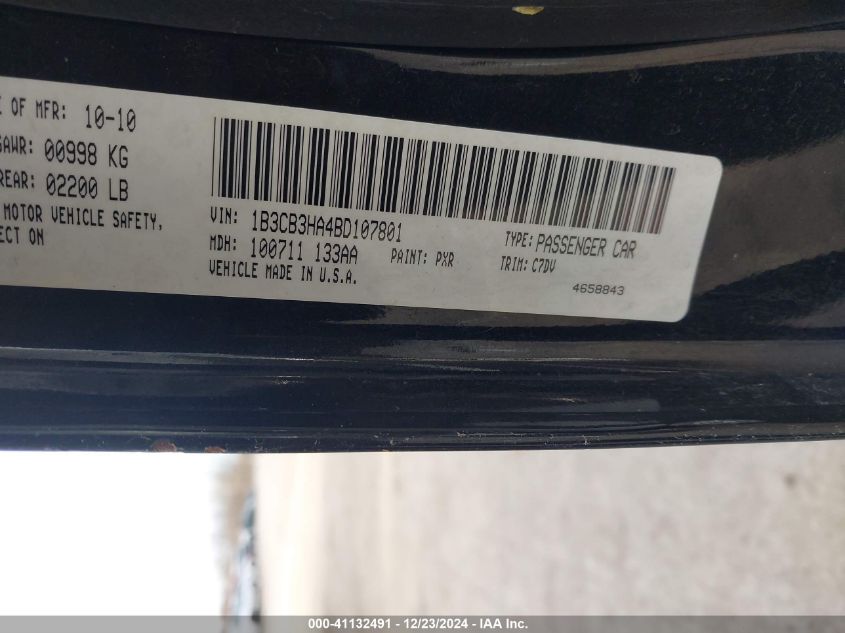 OF MFR: 10-10
GAWR: 00998 KG
REAR: 02200 LB
MOTOR VEHICLE SAFETY,
ECT ON
VIN: 1B3CB3HA4BD107801
MDH: 100711 133AA PAINT: PXR
VEHICLE MADE IN U.S.A.
TYPE: PASSENGER CAR
TRIM: C7DV
4658843
000-41132491 - 12/23/2024 - IAA Inc.